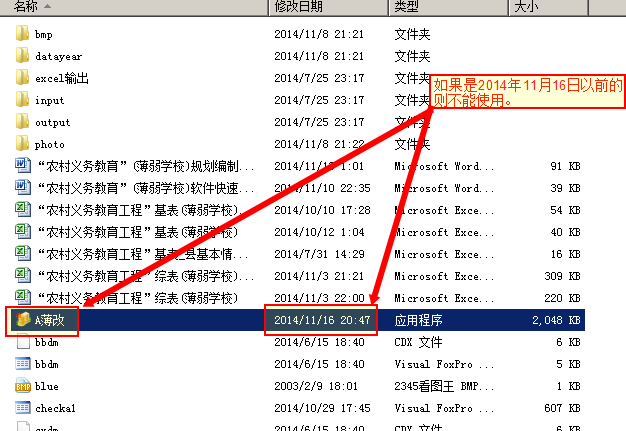 名称 修改日期 类型 大小
bmp 2014/11/8 21:21 文件夹
datayear 2014/11/8 21:21 文件夹
excel输出 2014/7/25 23:17 文件夹
input 2014/7/25 23:17 文件夹
output 2014/7/25 23:17 文件夹
photo 2014/11/8 21:22 文件夹
如果是2014年11月16日以前的
则不能使用。
“农村义务教育”(薄弱学校)规划编制... 1:01 Microsoft Word... 91 KB
“农村义务教育”(薄弱学校)软件快速... 2014/11/10 22:35 Microsoft Word... 39 KB
“农村义务教育工程”基表(薄弱学校)... 2014/10/10 17:28 Microsoft Exce... 54 KB
“农村义务教育工程”基表(薄弱学校)... 2014/10/12 1:04 Microsoft Exce... 40 KB
“农村义务教育工程”基表_县基本情... 2014/7/31 14:29 Microsoft Exce... 16 KB
“农村义务教育工程”综表(薄弱学校)... 2014/11/3 21:21 Microsoft Exce... 309 KB
“农村义务教育工程”综表(薄弱学校) 2014/11/3 22:00 Microsoft Exce... 220 KB
A薄改 2014/11/16 20:47 应用程序 2,048 KB
bbdm 2014/6/15 18:40 CDX 文件 6 KB
bbdm 2014/6/15 18:40 Visual FoxPro ... 5 KB
blue 2003/2/9 18:01 2345看图王 BMP... 1 KB
checka1 2014/10/29 17:45 Visual FoxPro ... 607 KB
2014/6/15 18:40 CDX 文件 6 KB